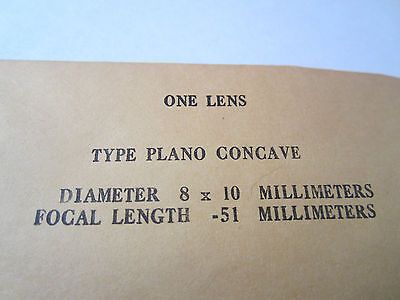 ONE LENS
TYPE PLANO CONCAVE
DIAMETER 8 x 10 MILLIMETERS
FOCAL LENGTH -51 MILLIMETERS